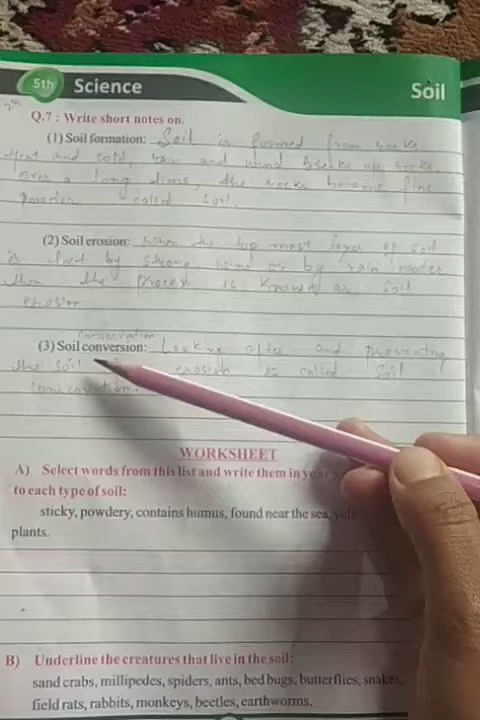 5th Science
Soil
Q.7 : Write short notes on.
(1) Soil formation: Soil is formed from rocks.
Heat and cold, rain and wind breaks up rocks.
Over a long time, the rocks become fine
powder called soil.
(2) Soil erosion: When the top most layer of soil
is lost by strong wind or by rain water
then the process is known as soil
erosion
conservation
(3) Soil conversion: Looking after and preventing
the soil erosion is called soil
conservation.
WORKSHEET
A) Select words from this list and write them in your
to each type of soil:
sticky, powdery, contains humus, found near the sea,
plants.
B) Underline the creatures that live in the soil:
sand crabs, millipedes, spiders, ants, bed bugs, butterflies, snakes,
field rats, rabbits, monkeys, beetles, earthworms.